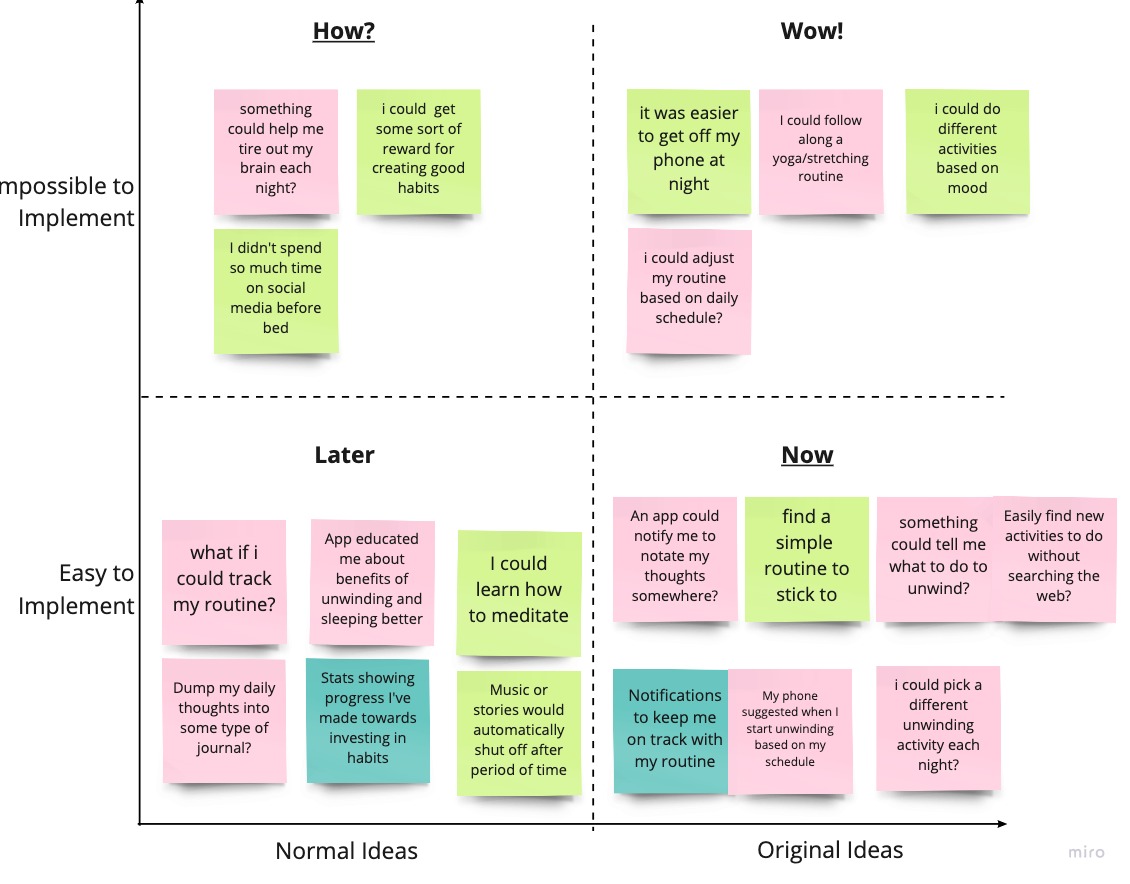 How?
Wow!
something
could help me
tire out my
brain each
night?
i could get
some sort of
reward for
creating good
habits
it was easier
to get off my
phone at
night
I could follow
along a
yoga/stretching
routine
i could do
different
activities
based on
mood
mpossible to
Implement
I didn't spend
so much time
on social
media before
bed
i could adjust
my routine
based on daily
schedule?
Later
Now
what if i
could track
my routine?
App educated
me about
benefits of
unwinding and
sleeping better
I could
learn how
to meditate
An app could
notify me to
notate my
thoughts
somewhere?
find a
simple
routine to
stick to
something
could tell me
what to do to
unwind?
Easily find new
activities to do
without
searching the
web?
Easy to
Implement
Dump my daily
thoughts into
some type of
journal?
Stats showing
progress I've
made towards
investing in
habits
Music or
stories would
automatically
shut off after
period of time
Notifications
to keep me
on track with
my routine
My phone
suggested when I
start unwinding
based on my
schedule
i could pick a
different
unwinding
activity each
night?
Normal Ideas
Original Ideas
miro